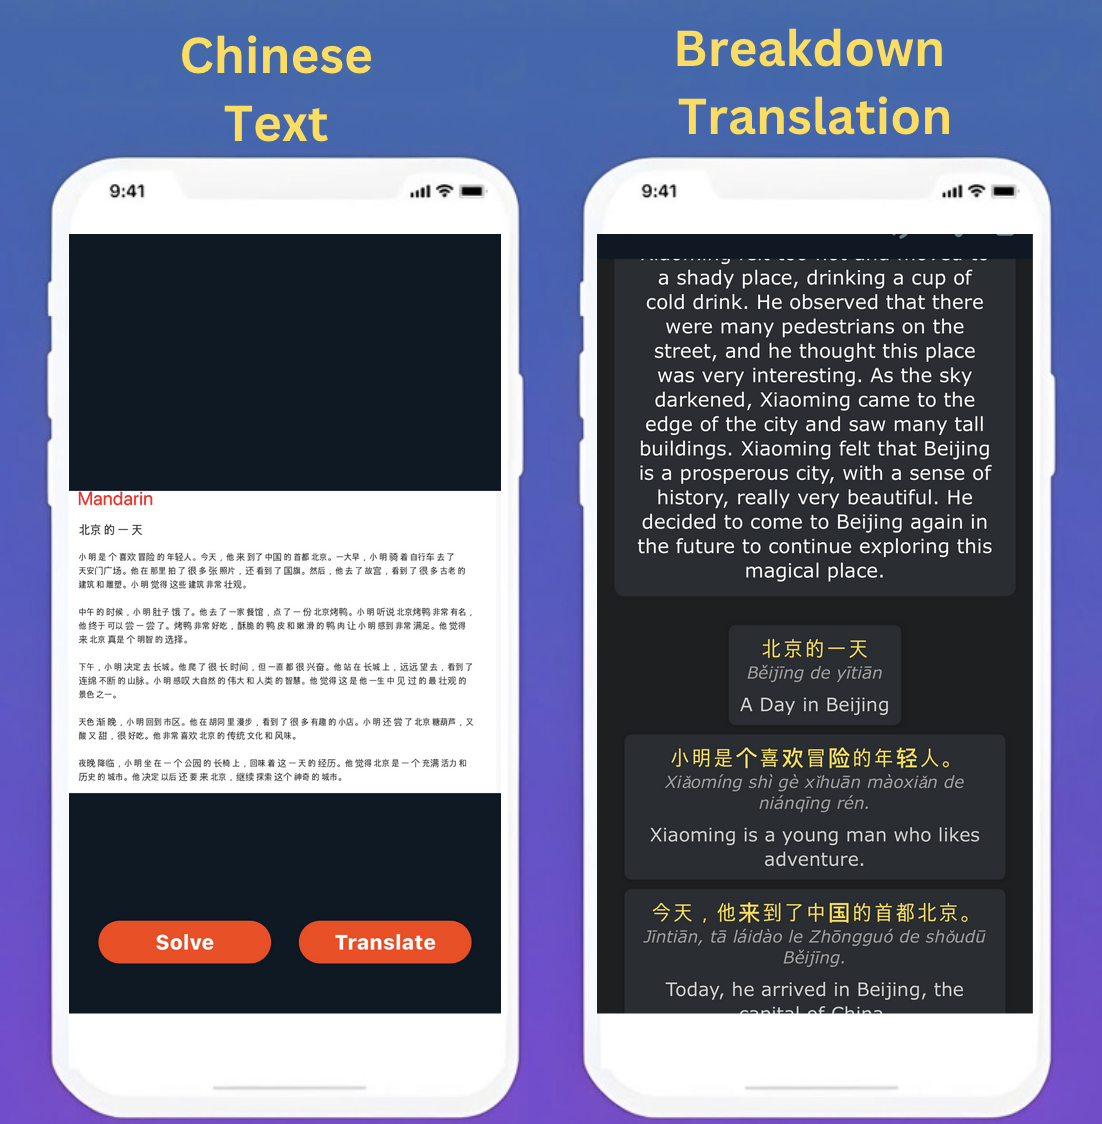 Chinese
Text
9:41
Mandarin
北京的一天
小明是个喜欢冒险的年轻人。今天，他来到了中国的首都北京。一大早，小明骑着自行车去了
天安门广场。他在那里拍了很多张照片，还看到了国旗。然后，他去了故宫，看到了很多古老的
建筑和雕塑。小明觉得这些建筑非常壮观。
中午的时候，小明肚子饿了。他去了一家餐馆，点了一份北京烤鸭。小明听说北京烤鸭非常有名，
他终于可以尝一尝了。烤鸭非常好吃，酥脆的鸭皮和嫩滑的鸭肉让小明感到非常满足。他觉得
来北京真是个明智的选择。
下午，小明决定去长城。他爬了很长时间，但一直都很兴奋。他站在长城上，远远望去，看到了
连绵不断的山脉。小明感叹大自然的伟大和人类的智慧。他觉得这是他一生中见过的最壮观的
景色之一。
天色渐晚，小明回到市区。他在胡同里漫步，看到了很多有趣的小店。小明还尝了北京糖葫芦，又
酸又甜，很好吃。他非常喜欢北京的传统文化和风味。
夜晚降临，小明坐在一个公园的长椅上，回味着这一天的经历。他觉得北京是一个充满活力和
历史的城市。他决定以后还要来北京，继续探索这个神奇的城市。
Solve
Translate
Breakdown
Translation
9:41
Xiaoming felt too hot and moved to
a shady place, drinking a cup of
cold drink. He observed that there
were many pedestrians on the
street, and he thought this place
was very interesting. As the sky
darkened, Xiaoming came to the
edge of the city and saw many tall
buildings. Xiaoming felt that Beijing
is a prosperous city, with a sense of
history, really very beautiful. He
decided to come to Beijing again in
the future to continue exploring this
magical place.
北京的一天
Běijīng de yītiān
A Day in Beijing
小明是个喜欢冒险的年轻人。
Xiǎomíng shì gè xǐhuān màoxiǎn de
niánqīng rén.
Xiaoming is a young man who likes
adventure.
今天，他来到了中国的首都北京。
Jīntiān, tā láidào le Zhōngguó de shǒudū
Běijīng.
Today, he arrived in Beijing, the
capital of China